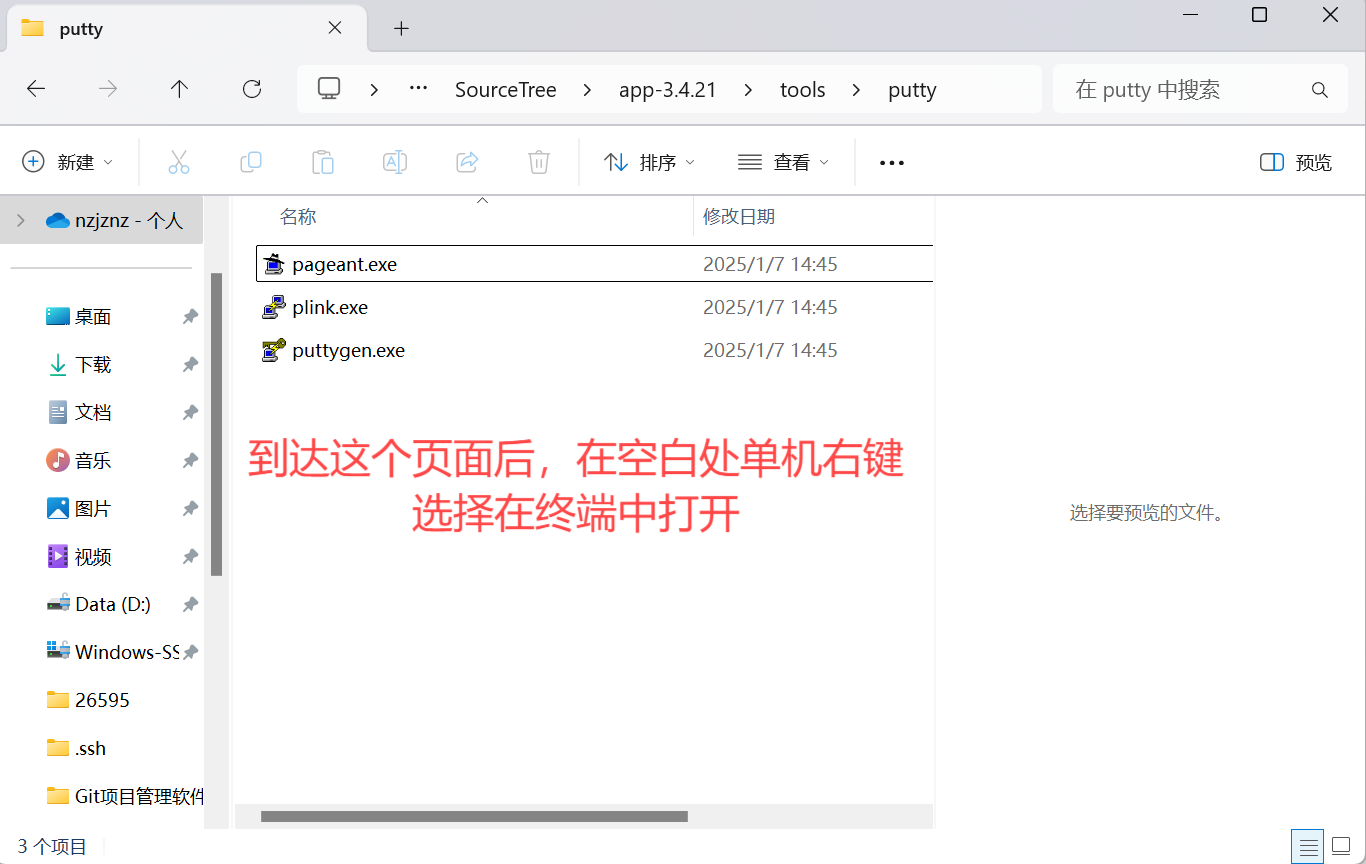 putty
SourceTree
app-3.4.21
tools
putty
在 putty 中搜索
新建
排序
查看
预览
nzjznz - 个人
桌面
下载
文档
音乐
图片
视频
Data (D:)
Windows-SS
26595
.ssh
Git项目管理软件
名称
修改日期
pageant.exe
2025/1/7 14:45
plink.exe
2025/1/7 14:45
puttygen.exe
2025/1/7 14:45
到达这个页面后，在空白处单机右键
选择在终端中打开
选择要预览的文件。
3 个项目